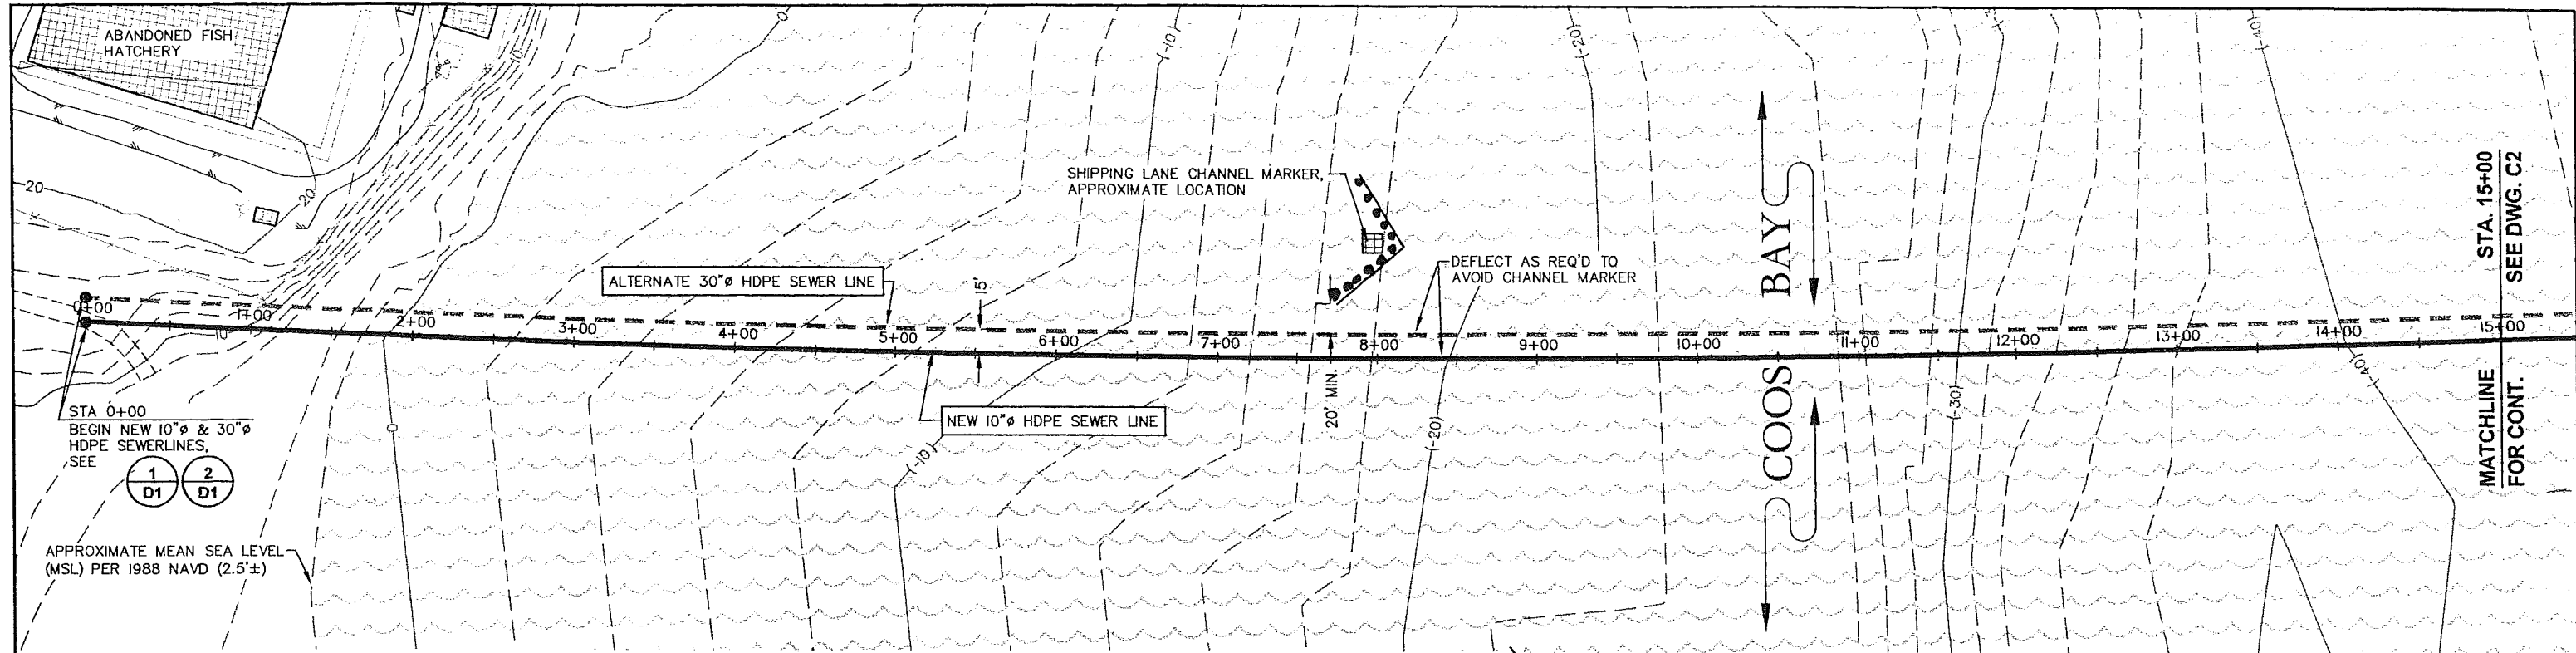 ABANDONED FISH
HATCHERY
0
10
(-10)
(-20)
(-40)
20
20
SHIPPING LANE CHANNEL MARKER,
APPROXIMATE LOCATION
ALTERNATE 30"ø HDPE SEWER LINE
15'
DEFLECT AS REQ'D TO
AVOID CHANNEL MARKER
COOS BAY
STA. 15+00
SEE DWG. C2
MATCHLINE
FOR CONT.
0+00
1+00
2+00
3+00
4+00
5+00
6+00
7+00
8+00
9+00
10+00
11+00
12+00
13+00
14+00
15+00
10
20' MIN.
NEW 10"ø HDPE SEWER LINE
STA 0+00
BEGIN NEW 10"ø & 30"ø
HDPE SEWERLINES,
SEE
1
D1
2
D1
0
(-10)
(-20)
(-30)
(-40)
APPROXIMATE MEAN SEA LEVEL
(MSL) PER 1988 NAVD (2.5'±)